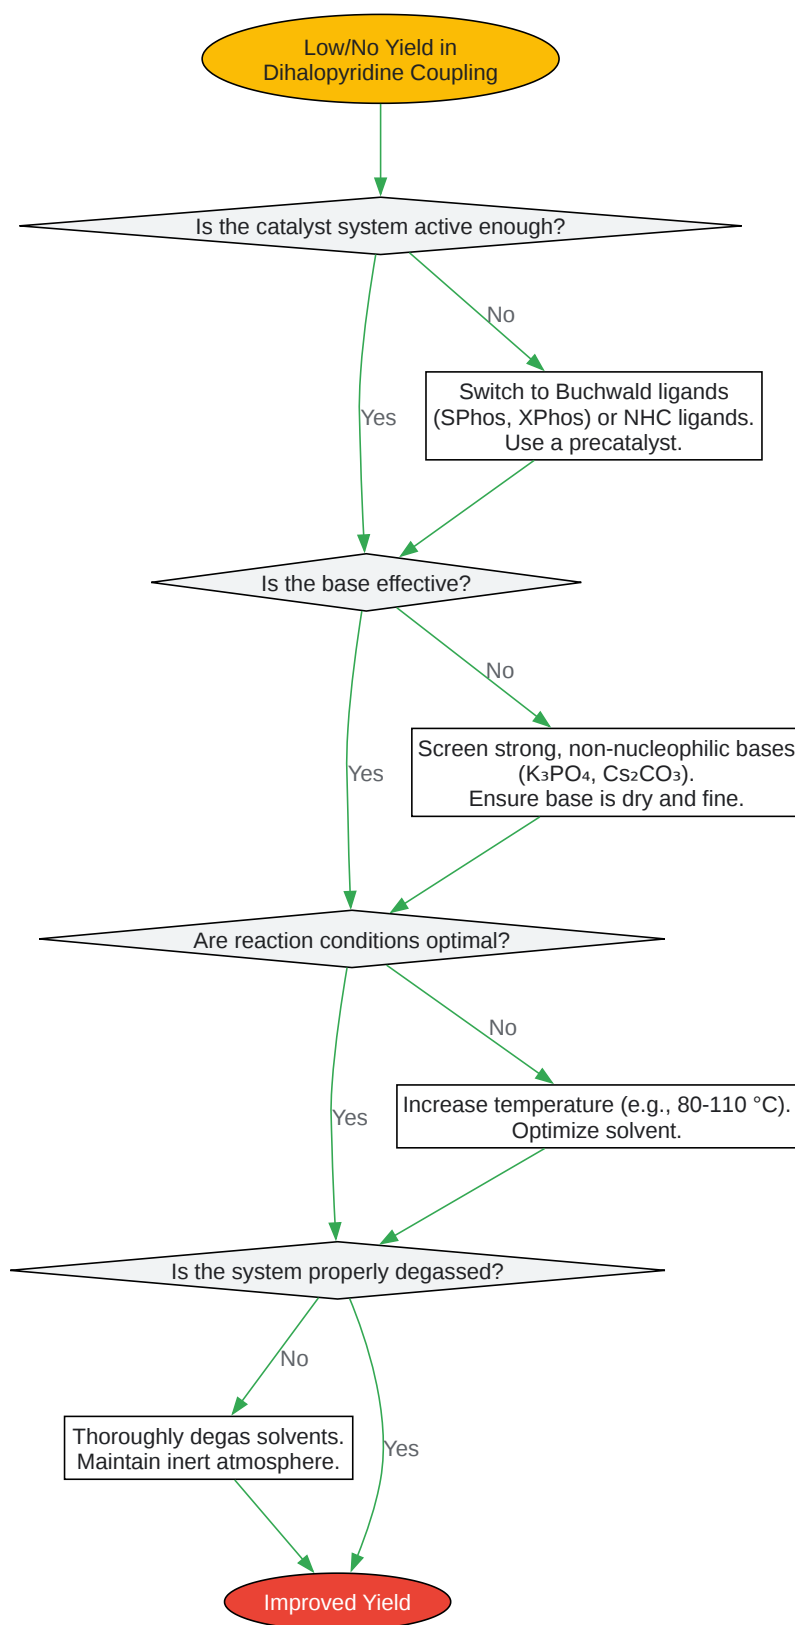 Low/No Yield in
Dihalopyridine Coupling
Is the catalyst system active enough?
No
Switch to Buchwald ligands
(SPhos, XPhos) or NHC ligands.
Use a precatalyst.
Yes
Is the base effective?
No
Screen strong, non-nucleophilic bases
(K₃PO₄, Cs₂CO₃).
Ensure base is dry and fine.
Yes
Are reaction conditions optimal?
No
Increase temperature (e.g., 80-110 °C).
Optimize solvent.
Yes
Is the system properly degassed?
No
Thoroughly degas solvents.
Maintain inert atmosphere.
Yes
Improved Yield